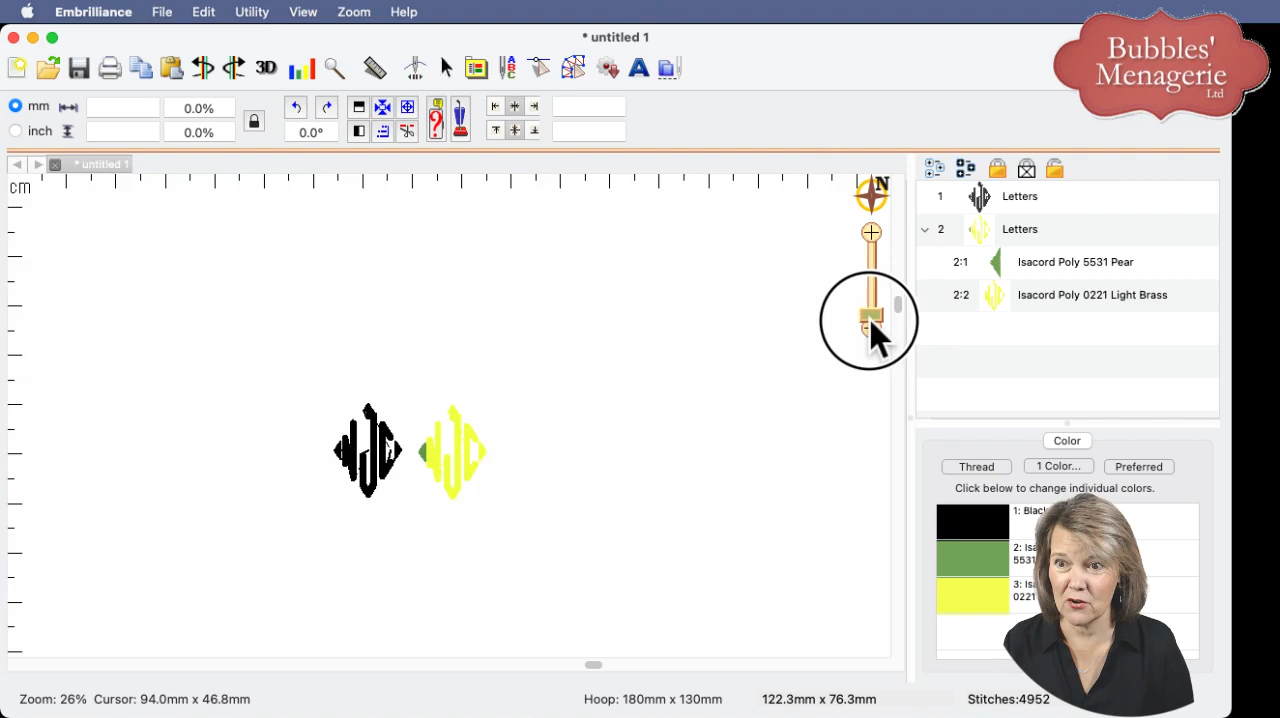 Embrilliance File Edit Utility View Zoom Help
* untitled 1
Bubbles'
Menagerie
Ltd
3D
mm 0.0%
inch 0.0% 0.0°
* untitled 1
cm
N
1 Letters
2 Letters
2:1 Isacord Poly 5531 Pear
2:2 Isacord Poly 0221 Light Brass
Color
Thread 1 Color... Preferred
Click below to change individual colors.
1: Blac
2: Isa
5531
3: Isa
0221
Zoom: 26% Cursor: 94.0mm x 46.8mm Hoop: 180mm x 130mm 122.3mm x 76.3mm Stitches:4952